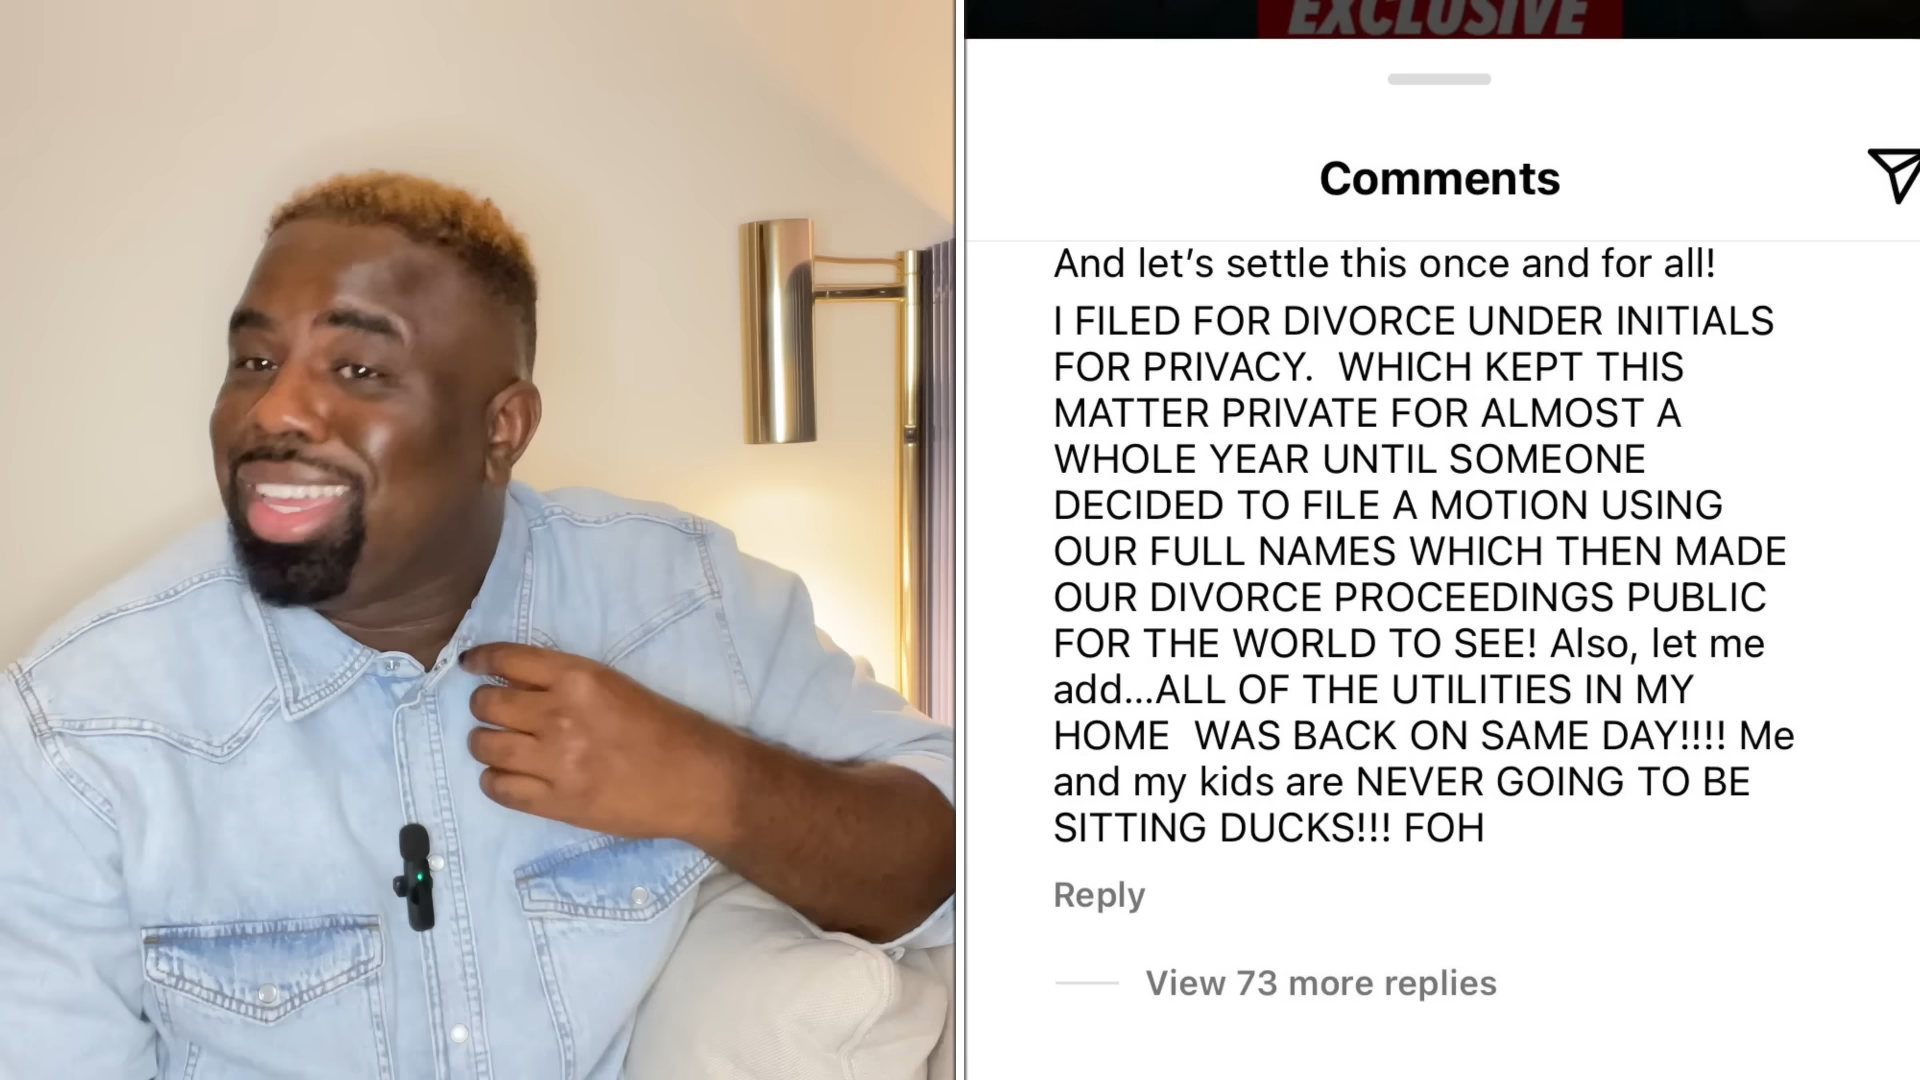 EXCLUSIVE
Comments
And let’s settle this once and for all!
I FILED FOR DIVORCE UNDER INITIALS
FOR PRIVACY. WHICH KEPT THIS
MATTER PRIVATE FOR ALMOST A
WHOLE YEAR UNTIL SOMEONE
DECIDED TO FILE A MOTION USING
OUR FULL NAMES WHICH THEN MADE
OUR DIVORCE PROCEEDINGS PUBLIC
FOR THE WORLD TO SEE! Also, let me
add...ALL OF THE UTILITIES IN MY
HOME WAS BACK ON SAME DAY!!!! Me
and my kids are NEVER GOING TO BE
SITTING DUCKS!!! FOH
Reply
View 73 more replies